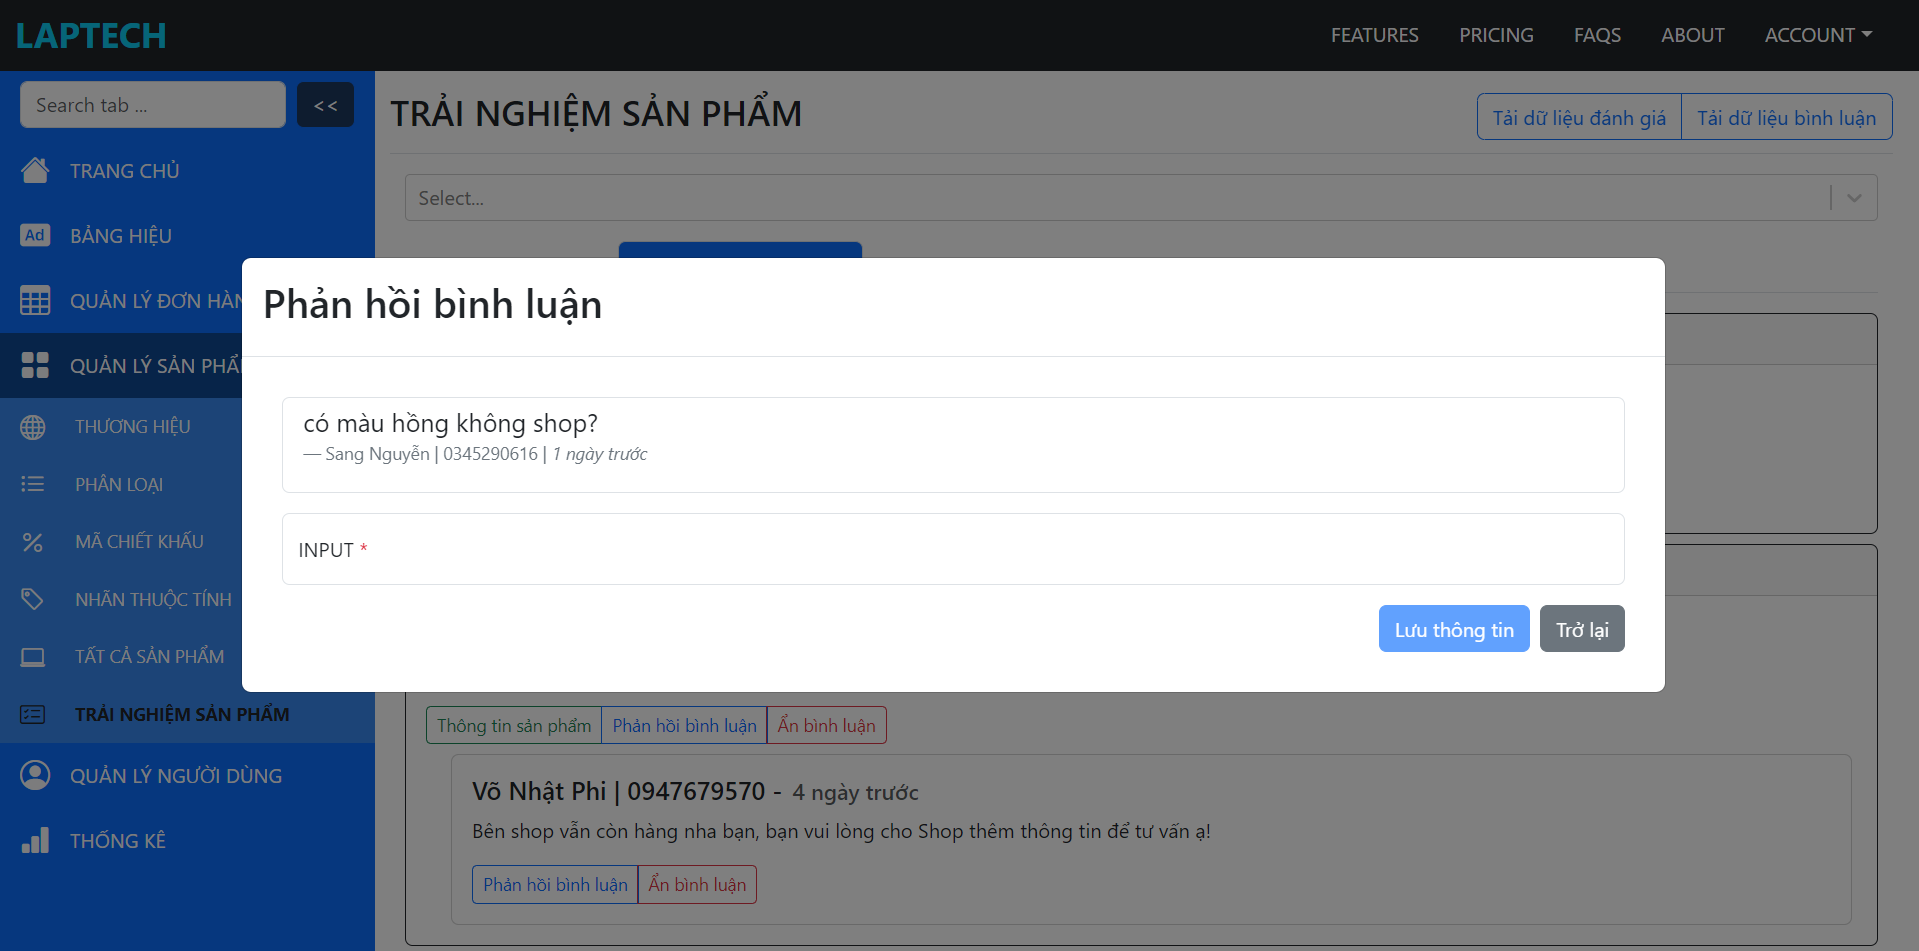 LAPTECH
FEATURES PRICING FAQS ABOUT ACCOUNT
Search tab ...
<<
TRANG CHỦ
Ad
BẢNG HIỆU
QUẢN LÝ ĐƠN HÀN
QUẢN LÝ SẢN PHẨ
THƯƠNG HIỆU
PHÂN LOẠI
MÃ CHIẾT KHẤU
NHÃN THUỘC TÍNH
TẤT CẢ SẢN PHẨM
TRẢI NGHIỆM SẢN PHẨM
QUẢN LÝ NGƯỜI DÙNG
THỐNG KÊ
TRẢI NGHIỆM SẢN PHẨM
Tải dữ liệu đánh giá Tải dữ liệu bình luận
Select...
Phản hồi bình luận
có màu hồng không shop?
— Sang Nguyễn | 0345290616 | 1 ngày trước
INPUT *
Lưu thông tin Trở lại
Thông tin sản phẩm Phản hồi bình luận Ẩn bình luận
Võ Nhật Phi | 0947679570 - 4 ngày trước
Bên shop vẫn còn hàng nha bạn, bạn vui lòng cho Shop thêm thông tin để tư vấn ạ!
Phản hồi bình luận Ẩn bình luận